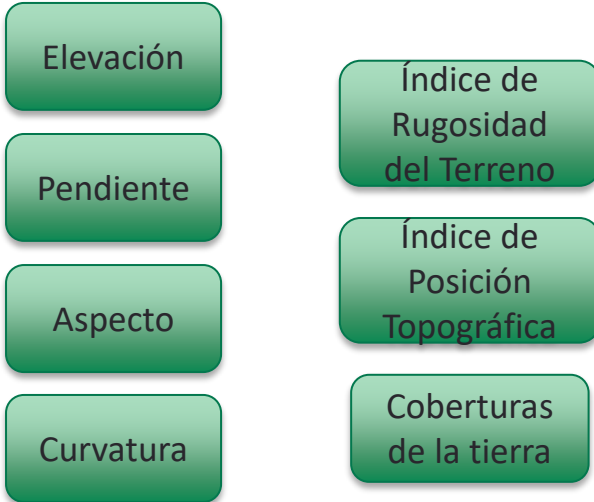 Elevación
Pendiente
Aspecto
Curvatura
Índice de
Rugosidad
del Terreno
Índice de
Posición
Topográfica
Coberturas
de la tierra